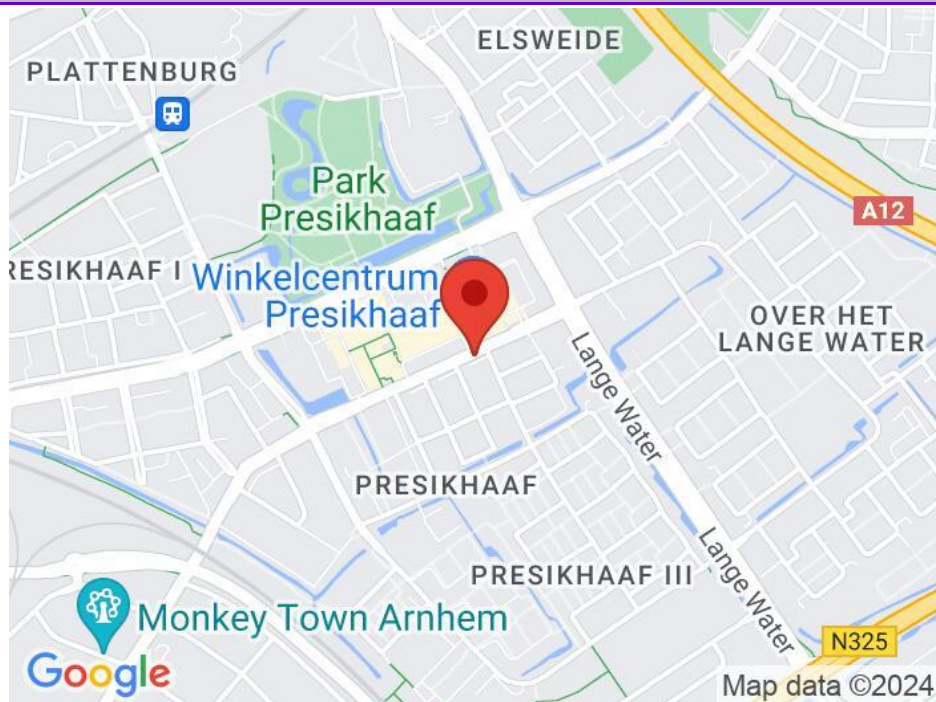 ELSWEIDE
PLATTENBURG
Park
Presikhaaf
A12
RESIKHAAF I
Winkelcentrum
Presikhaaf
OVER HET
LANGE WATER
Lange Water
PRESIKHAAF
Lange Water
PRESIKHAAF III
Monkey Town Arnhem
N325
Google
Map data ©2024